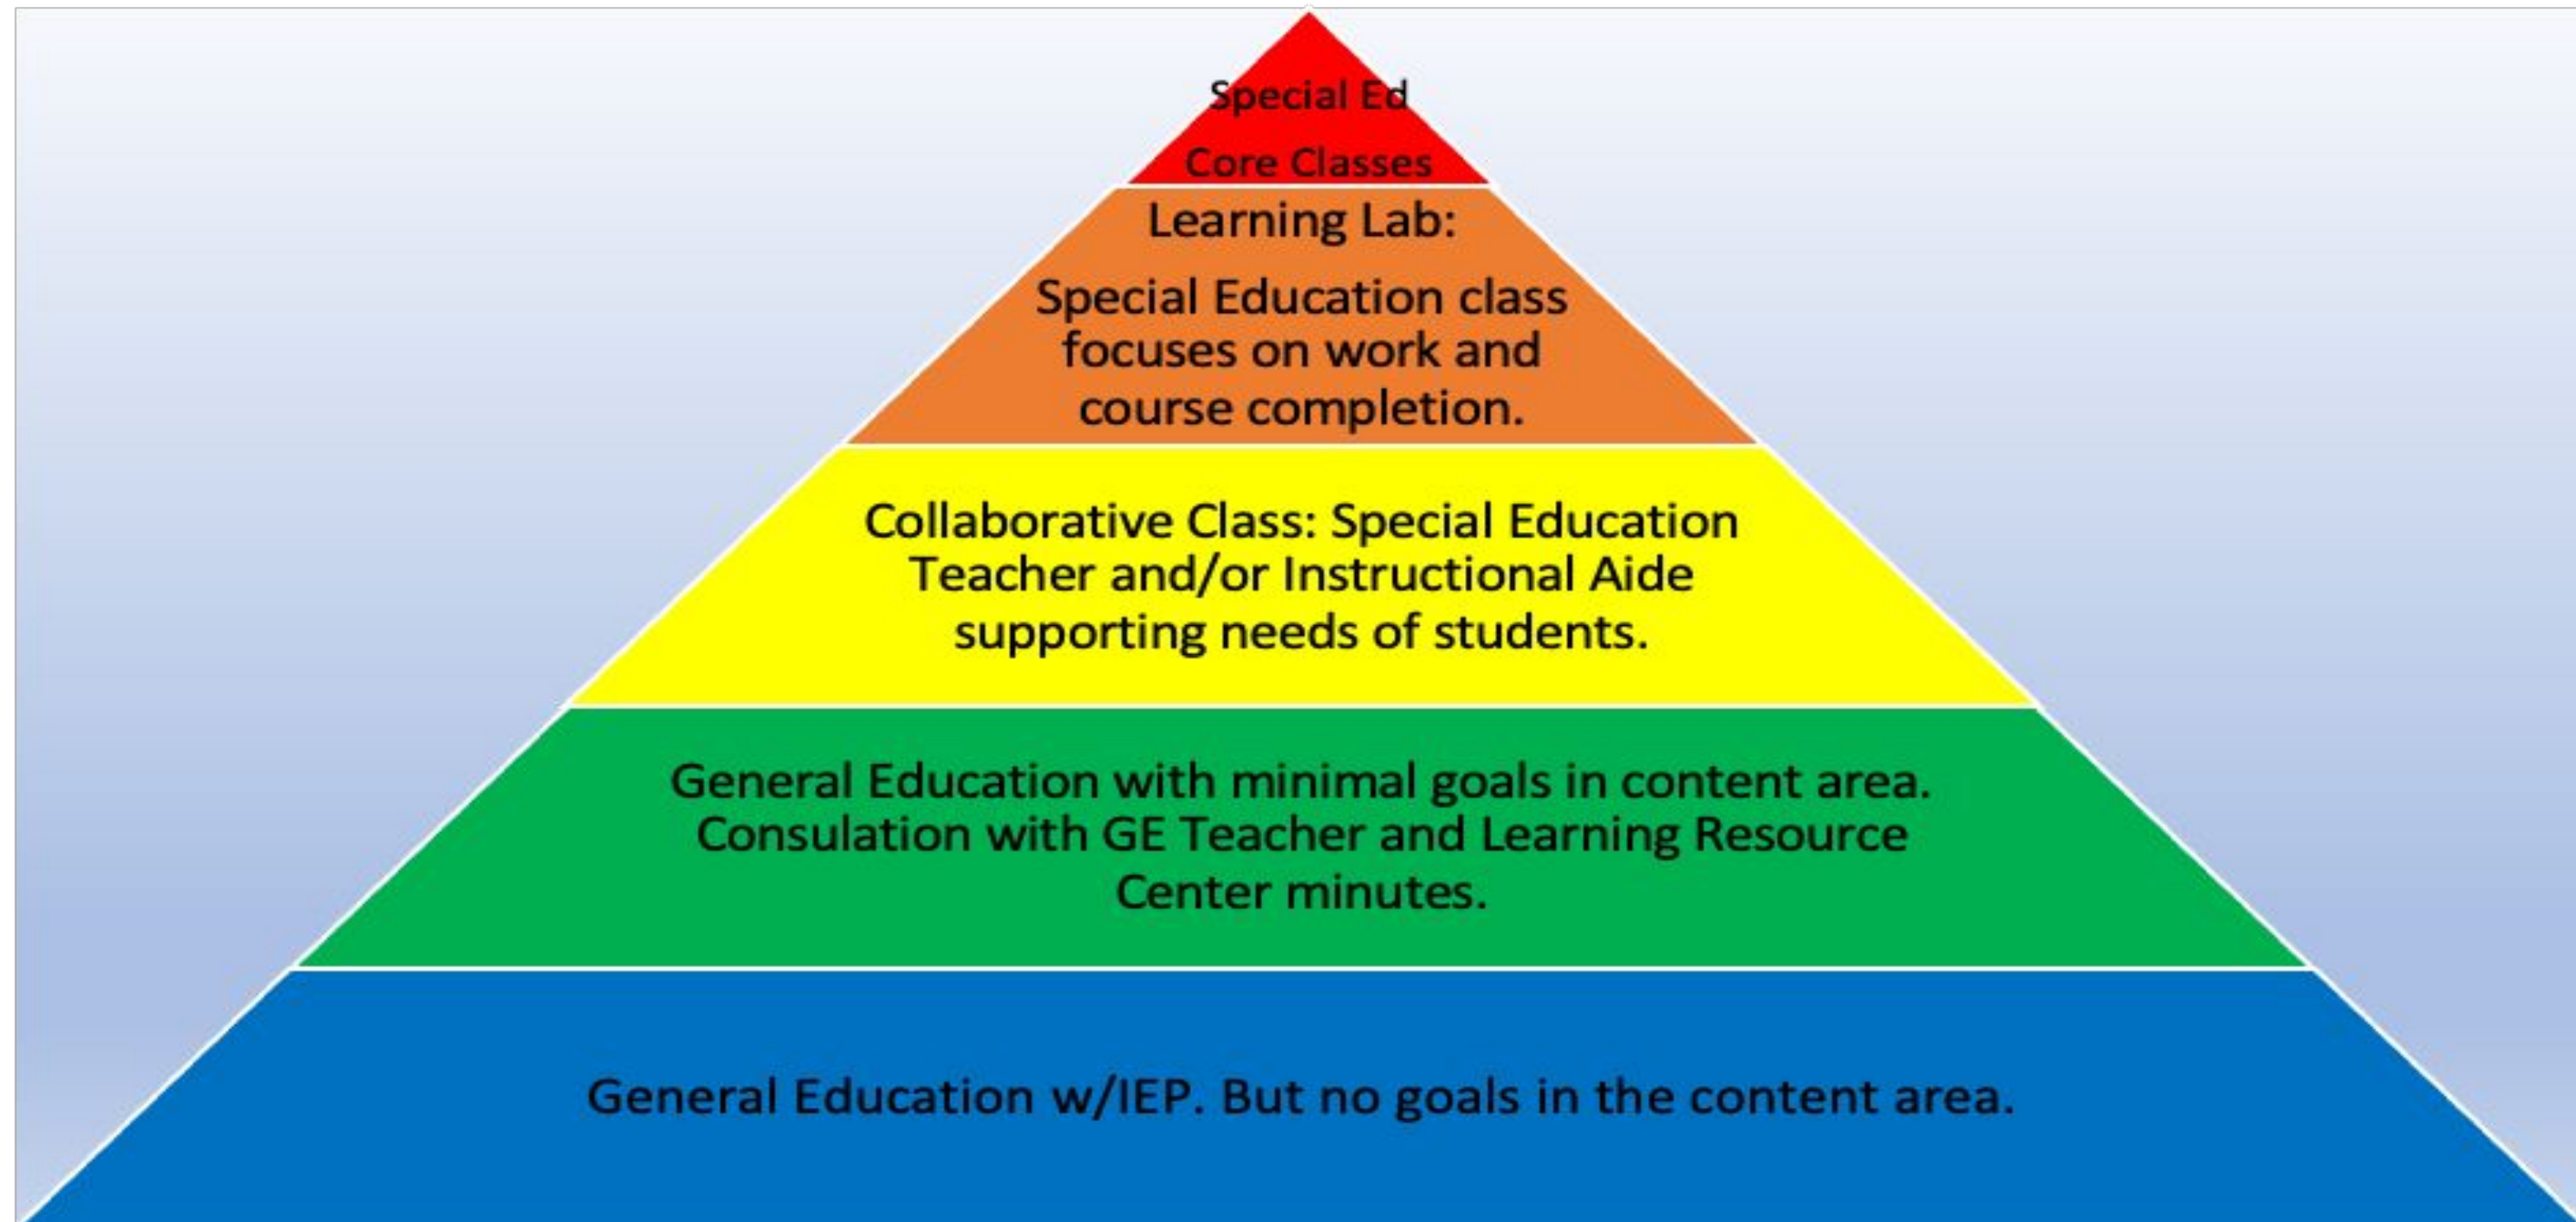 Special Ed
Core Classes
Learning Lab:
Special Education class
focuses on work and
course completion.
Collaborative Class: Special Education
Teacher and/or Instructional Aide
supporting needs of students.
General Education with minimal goals in content area.
Consulation with GE Teacher and Learning Resource
Center minutes.
General Education w/IEP. But no goals in the content area.